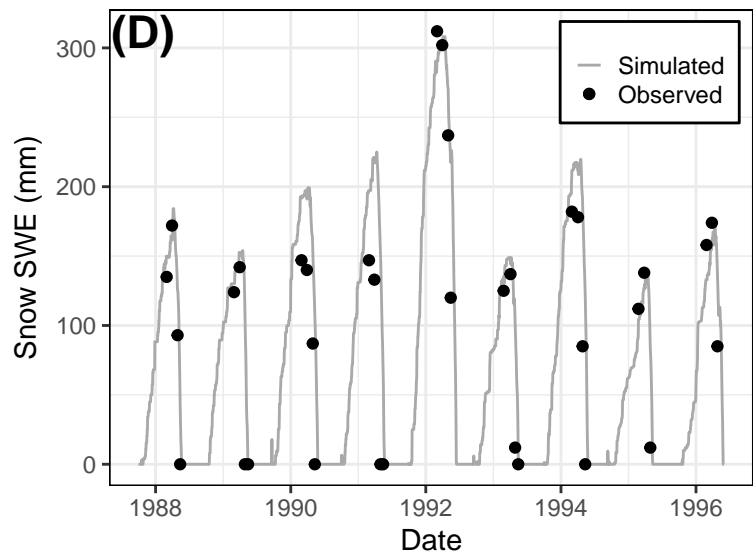 (D)
Simulated
Observed
Snow SWE (mm)
300
200
100
0
1988
1990
1992
1994
1996
Date